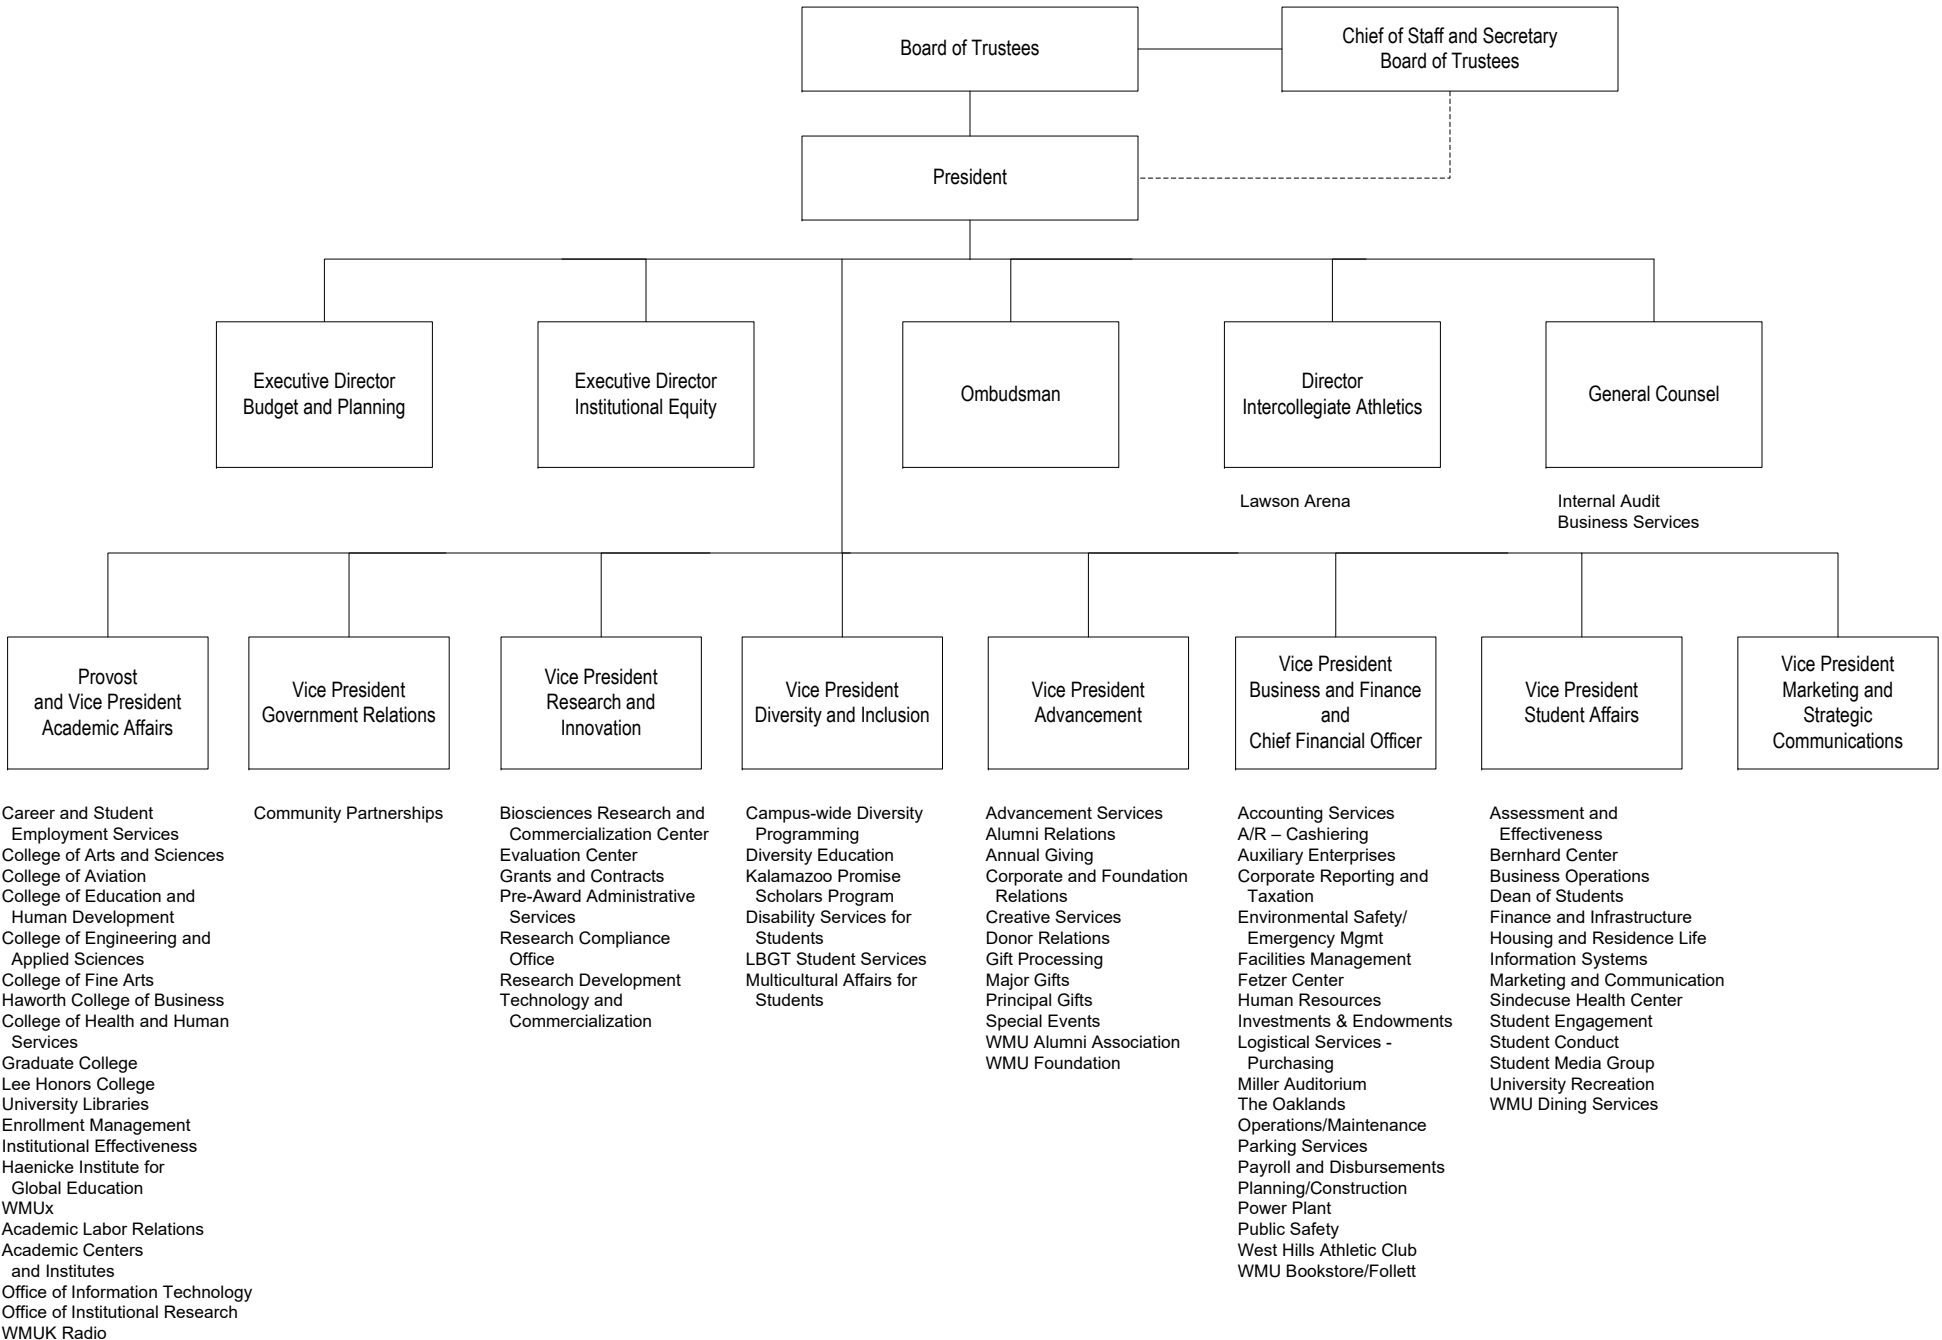 Board of Trustees
Chief of Staff and Secretary
Board of Trustees
President
Executive Director
Budget and Planning
Executive Director
Institutional Equity
Ombudsman
Director
Intercollegiate Athletics
General Counsel
Lawson Arena
Internal Audit
Business Services
Provost
and Vice President
Academic Affairs
Vice President
Government Relations
Vice President
Research and
Innovation
Vice President
Diversity and Inclusion
Vice President
Advancement
Vice President
Business and Finance
and
Chief Financial Officer
Vice President
Student Affairs
Vice President
Marketing and
Strategic
Communications
Career and Student
Employment Services
College of Arts and Sciences
College of Aviation
College of Education and
Human Development
College of Engineering and
Applied Sciences
College of Fine Arts
Haworth College of Business
College of Health and Human
Services
Graduate College
Lee Honors College
University Libraries
Enrollment Management
Institutional Effectiveness
Haenicke Institute for
Global Education
WMUx
Academic Labor Relations
Academic Centers
and Institutes
Office of Information Technology
Office of Institutional Research
WMUK Radio
Community Partnerships
Biosciences Research and
Commercialization Center
Evaluation Center
Grants and Contracts
Pre-Award Administrative
Services
Research Compliance
Office
Research Development
Technology and
Commercialization
Campus-wide Diversity
Programming
Diversity Education
Kalamazoo Promise
Scholars Program
Disability Services for
Students
LBGT Student Services
Multicultural Affairs for
Students
Advancement Services
Alumni Relations
Annual Giving
Corporate and Foundation
Relations
Creative Services
Donor Relations
Gift Processing
Major Gifts
Principal Gifts
Special Events
WMU Alumni Association
WMU Foundation
Accounting Services
A/R – Cashiering
Auxiliary Enterprises
Corporate Reporting and
Taxation
Environmental Safety/
Emergency Mgmt
Facilities Management
Fetzer Center
Human Resources
Investments & Endowments
Logistical Services -
Purchasing
Miller Auditorium
The Oaklands
Operations/Maintenance
Parking Services
Payroll and Disbursements
Planning/Construction
Power Plant
Public Safety
West Hills Athletic Club
WMU Bookstore/Follett
Assessment and
Effectiveness
Bernhard Center
Business Operations
Dean of Students
Finance and Infrastructure
Housing and Residence Life
Information Systems
Marketing and Communication
Sindecuse Health Center
Student Engagement
Student Conduct
Student Media Group
University Recreation
WMU Dining Services